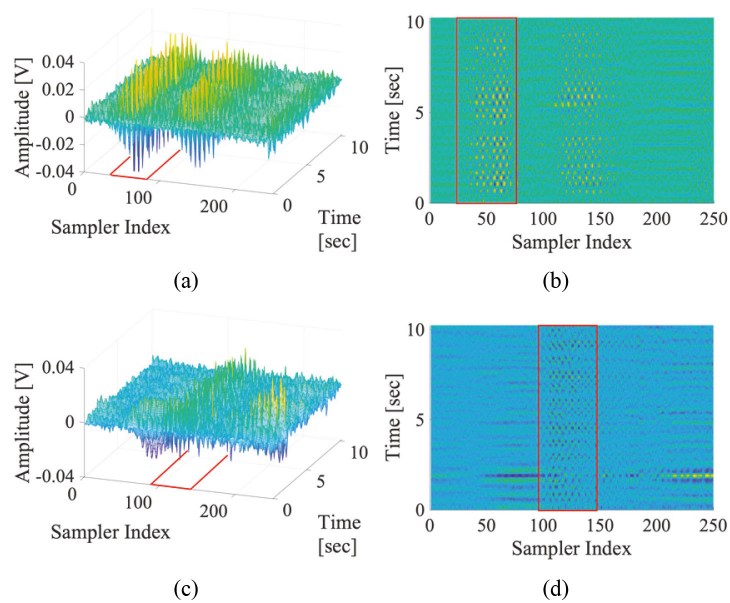 Amplitude [V]
0.04
0.02
0
-0.02
-0.04
0
100
200
Sampler Index
0
5
10
Time
[sec]
(a)
Time [sec]
10
5
0
0
50
100
150
200
250
Sampler Index
(b)
Amplitude [V]
0.04
0
-0.04
0
100
200
Sampler Index
0
5
10
Time
[sec]
(c)
Time [sec]
10
5
0
0
50
100
150
200
250
Sampler Index
(d)